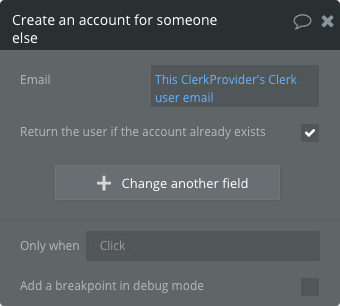 Create an account for someone
else
Email
This ClerkProvider's Clerk
user email
Return the user if the account already exists
Change another field
Only when
Click
Add a breakpoint in debug mode